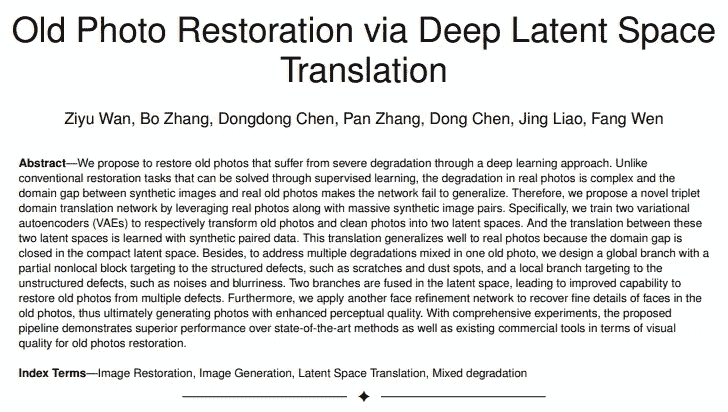 Old Photo Restoration via Deep Latent Space
Translation
Ziyu Wan, Bo Zhang, Dongdong Chen, Pan Zhang, Dong Chen, Jing Liao, Fang Wen
Abstract—We propose to restore old photos that suffer from severe degradation through a deep learning approach. Unlike
conventional restoration tasks that can be solved through supervised learning, the degradation in real photos is complex and the
domain gap between synthetic images and real old photos makes the network fail to generalize. Therefore, we propose a novel triplet
domain translation network by leveraging real photos along with massive synthetic image pairs. Specifically, we train two variational
autoencoders (VAEs) to respectively transform old photos and clean photos into two latent spaces. And the translation between these
two latent spaces is learned with synthetic paired data. This translation generalizes well to real photos because the domain gap is
closed in the compact latent space. Besides, to address multiple degradations mixed in one old photo, we design a global branch with a
partial nonlocal block targeting to the structured defects, such as scratches and dust spots, and a local branch targeting to the
unstructured defects, such as noises and blurriness. Two branches are fused in the latent space, leading to improved capability to
restore old photos from multiple defects. Furthermore, we apply another face refinement network to recover fine details of faces in the
old photos, thus ultimately generating photos with enhanced perceptual quality. With comprehensive experiments, the proposed
pipeline demonstrates superior performance over state-of-the-art methods as well as existing commercial tools in terms of visual
quality for old photos restoration.
Index Terms—Image Restoration, Image Generation, Latent Space Translation, Mixed degradation